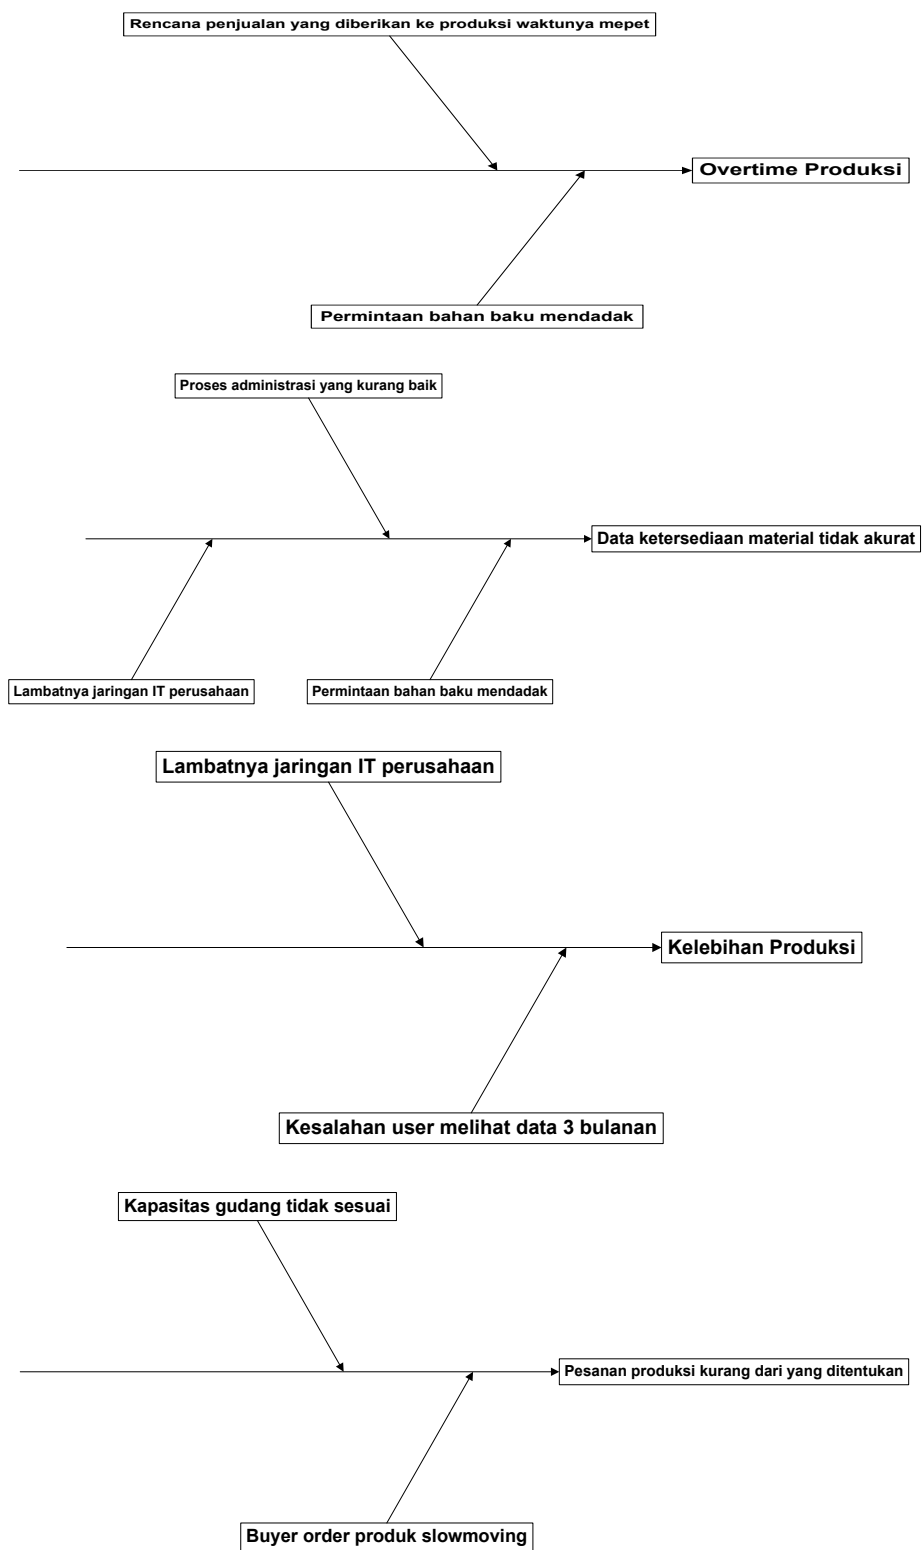 Rencana penjualan yang diberikan ke produksi waktunya mepet
Overtime Produksi
Permintaan bahan baku mendadak
Proses administrasi yang kurang baik
Data ketersediaan material tidak akurat
Lambatnya jaringan IT perusahaan
Permintaan bahan baku mendadak
Lambatnya jaringan IT perusahaan
Kelebihan Produksi
Kesalahan user melihat data 3 bulanan
Kapasitas gudang tidak sesuai
Pesanan produksi kurang dari yang ditentukan
Buyer order produk slowmoving